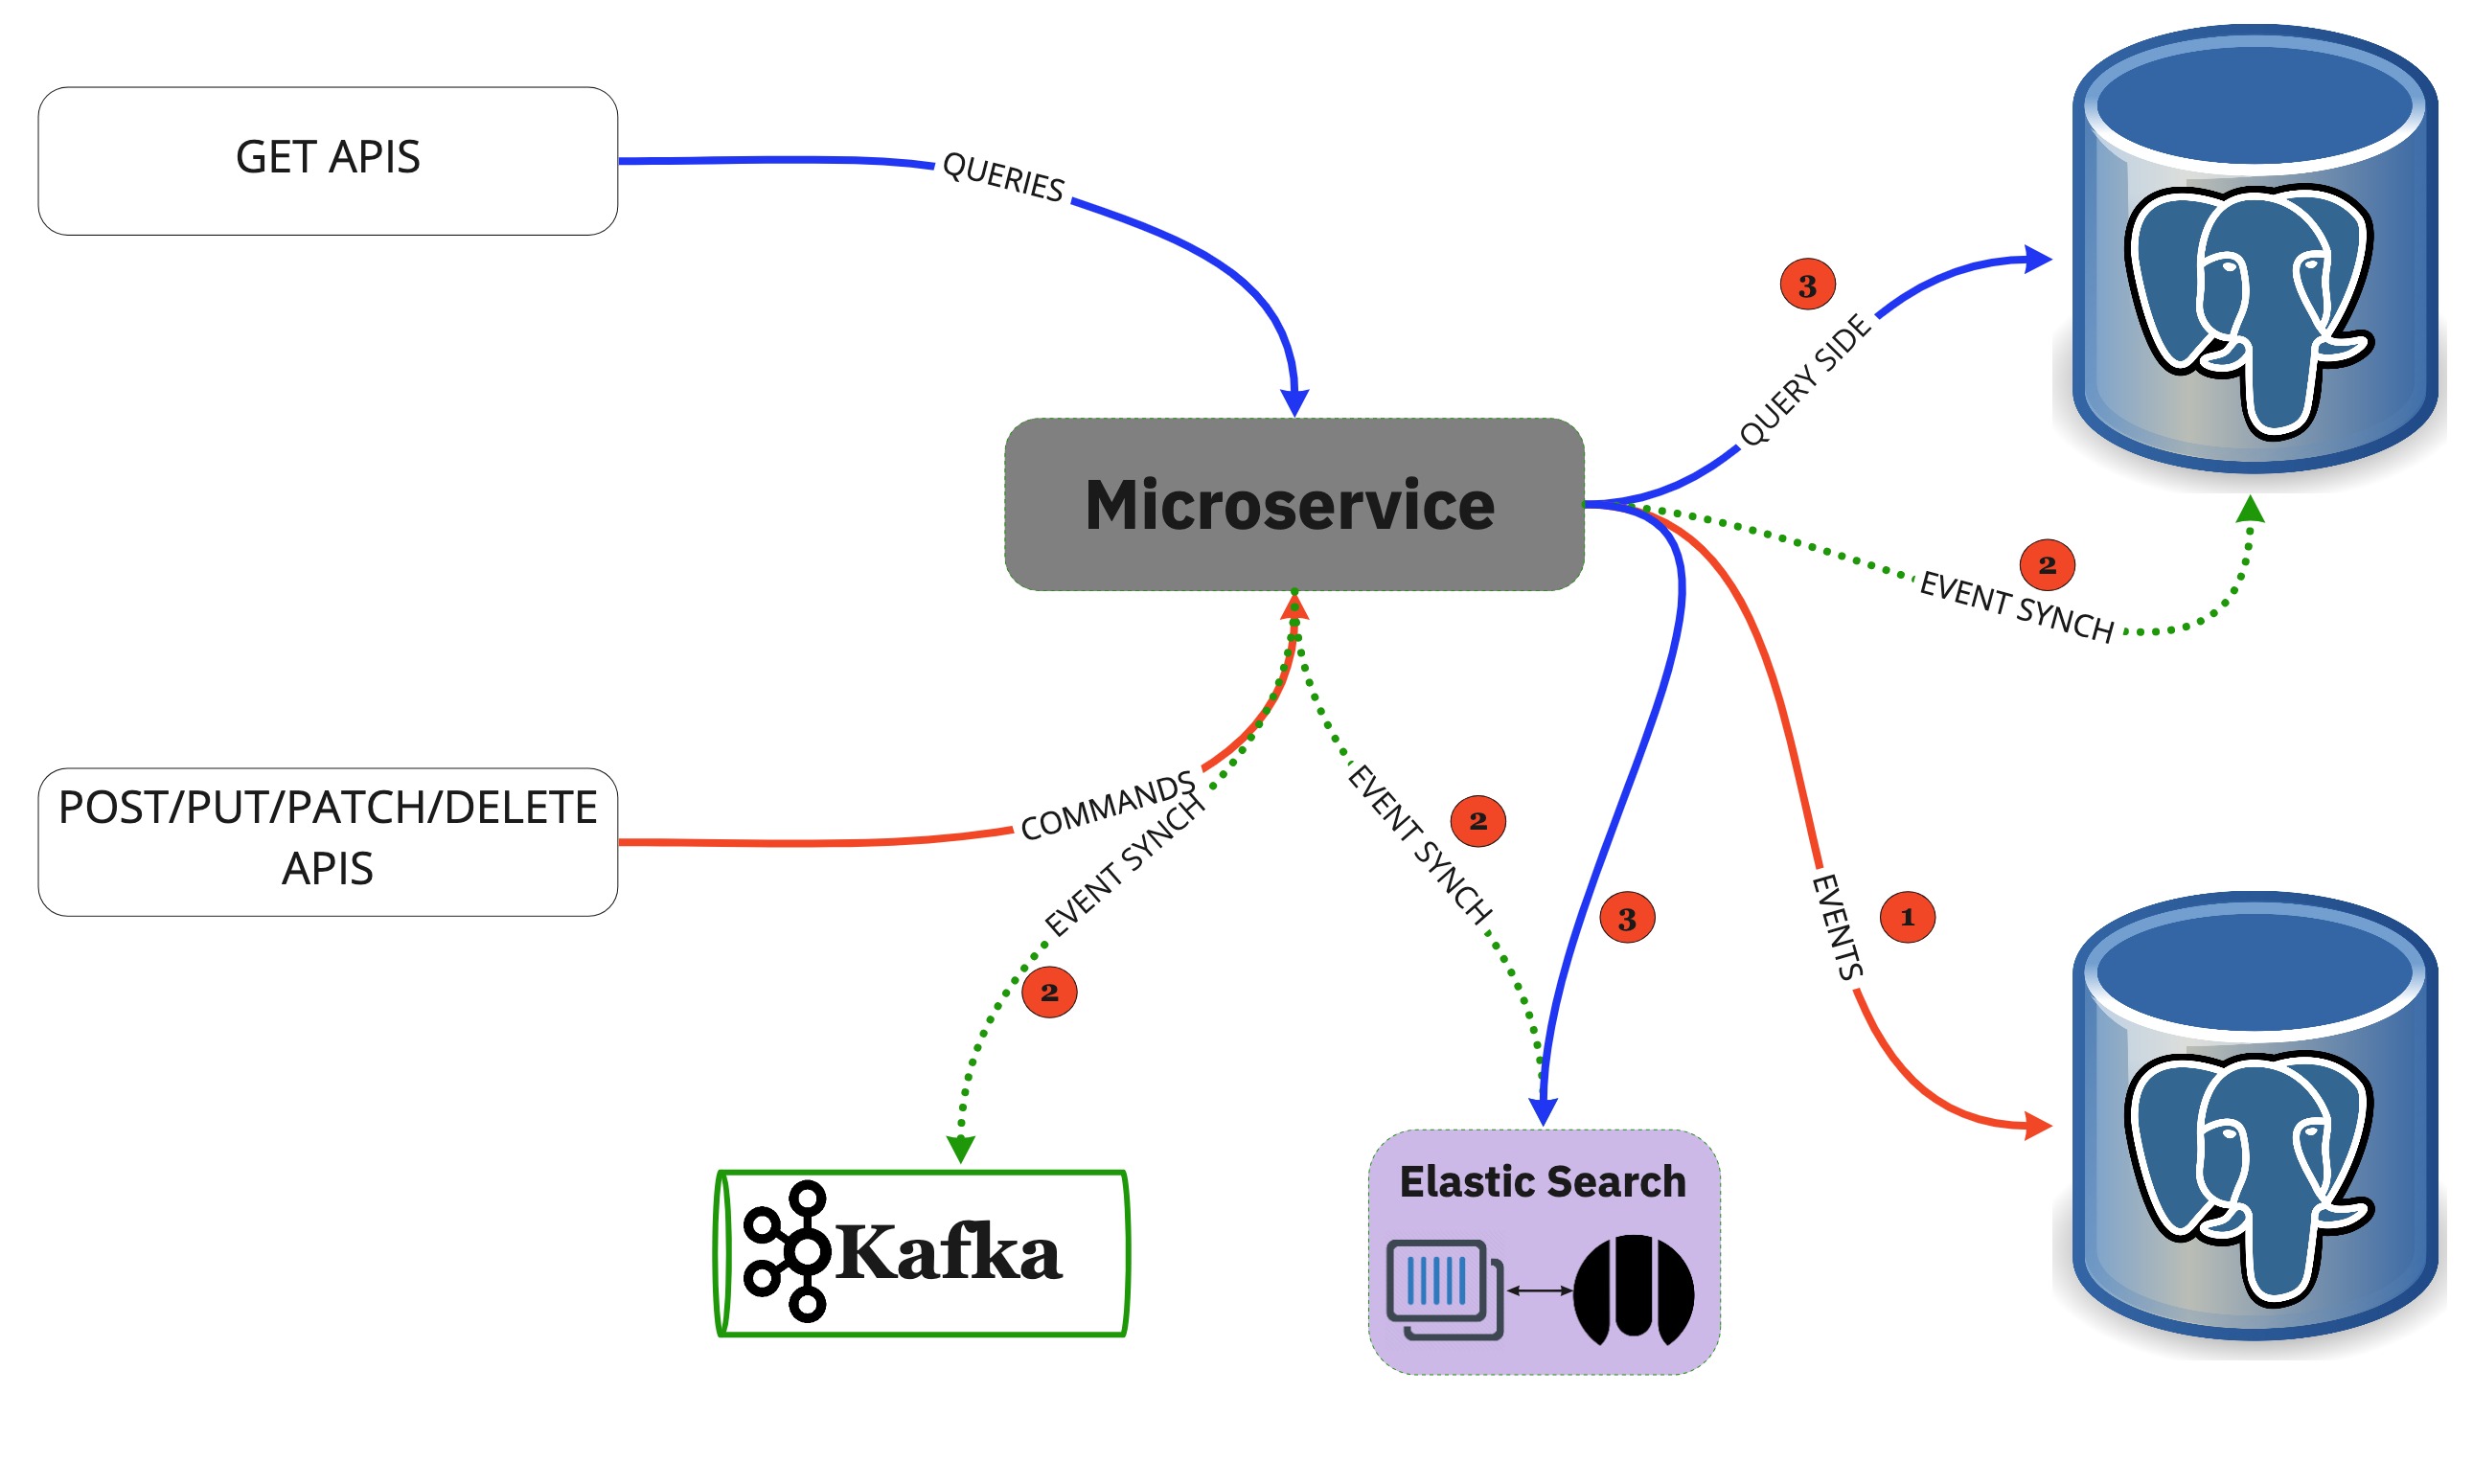 GET APIS
QUERIES
3
QUERY SIDE
Microservice
2
EVENT SYNCH
POST/PUT/PATCH/DELETE
APIS
COMMANDS
EVENT SYNCH
2
EVENT SYNCH
2
3
EVENTS
1
Kafka
Elastic Search